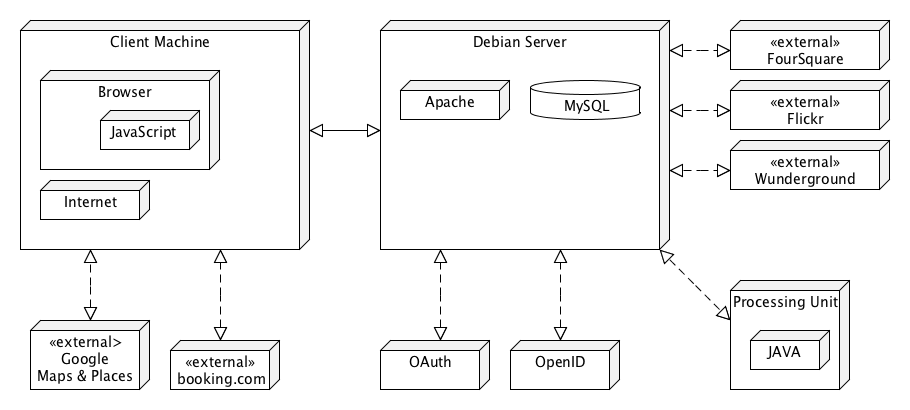 Client Machine
Browser
JavaScript
Internet
Debian Server
Apache
MySQL
«external»
FourSquare
«external»
Flickr
«external»
Wunderground
«external>
Google
Maps & Places
«external»
booking.com
OAuth
OpenID
Processing Unit
JAVA